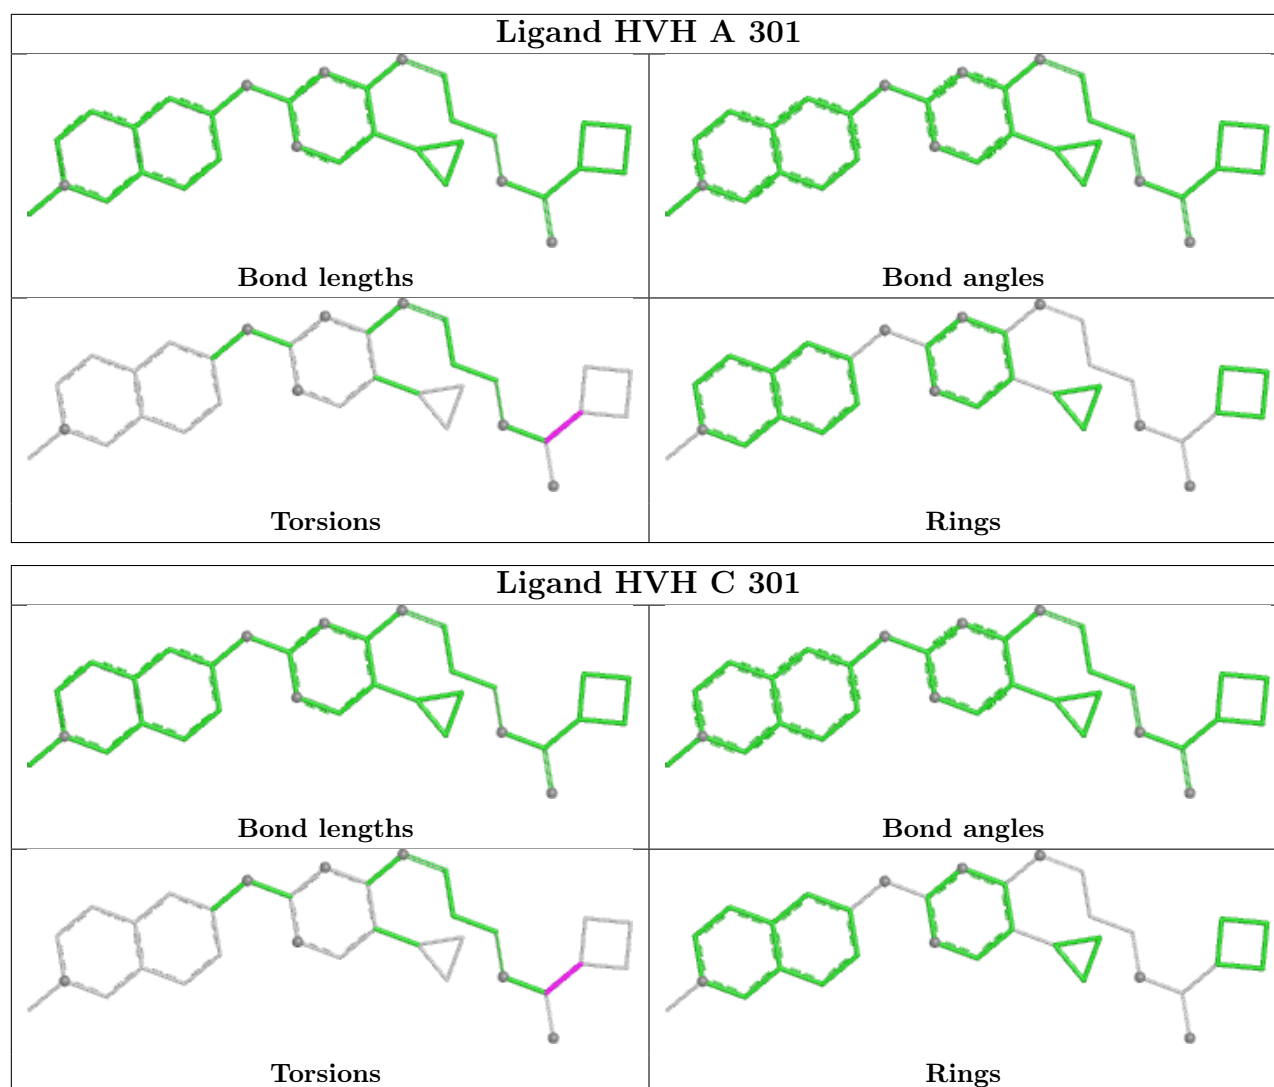 Ligand HVH A 301
Bond lengths
Bond angles
Torsions
Rings
Ligand HVH C 301
Bond lengths
Bond angles
Torsions
Rings